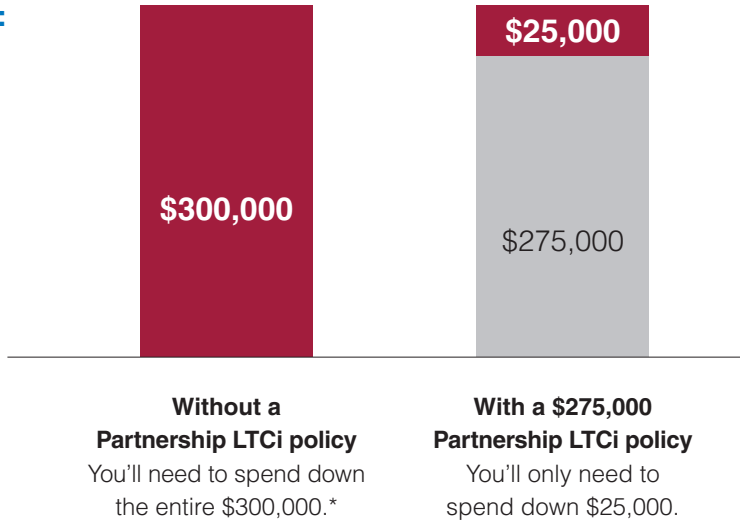 :
$25,000
$300,000
$275,000
Without a
Partnership LTCi policy
You'll need to spend down
the entire $300,000.*
With a $275,000
Partnership LTCi policy
You'll only need to
spend down $25,000.